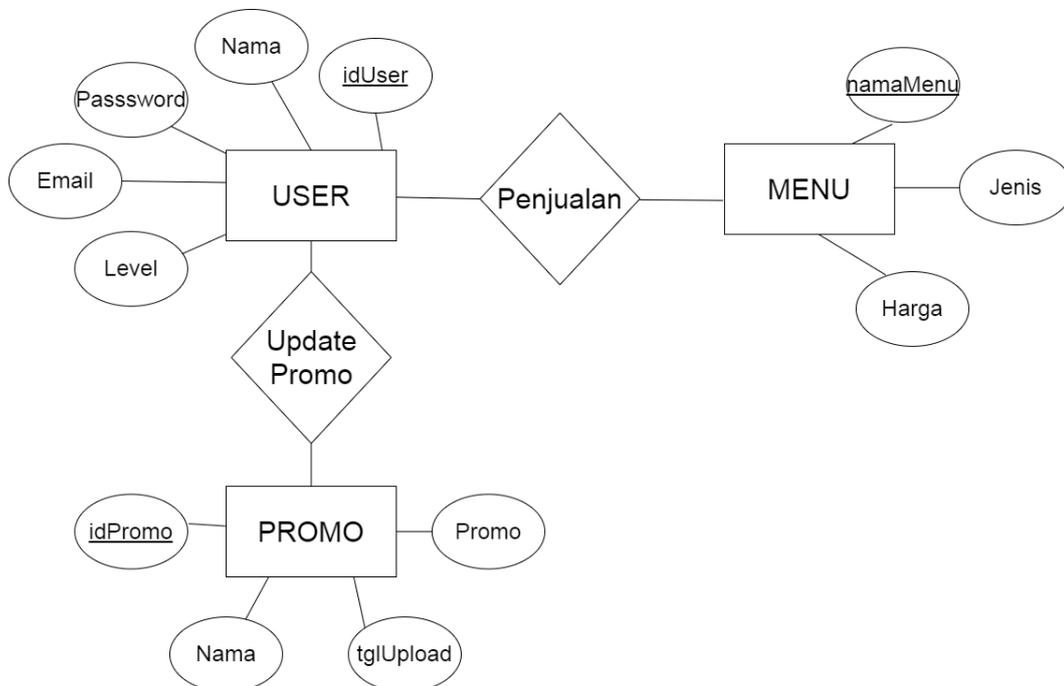 Nama
idUser
Passsword
namaMenu
Email
USER
Penjualan
MENU
Jenis
Level
Harga
Update
Promo
idPromo
PROMO
Promo
Nama
tglUpload